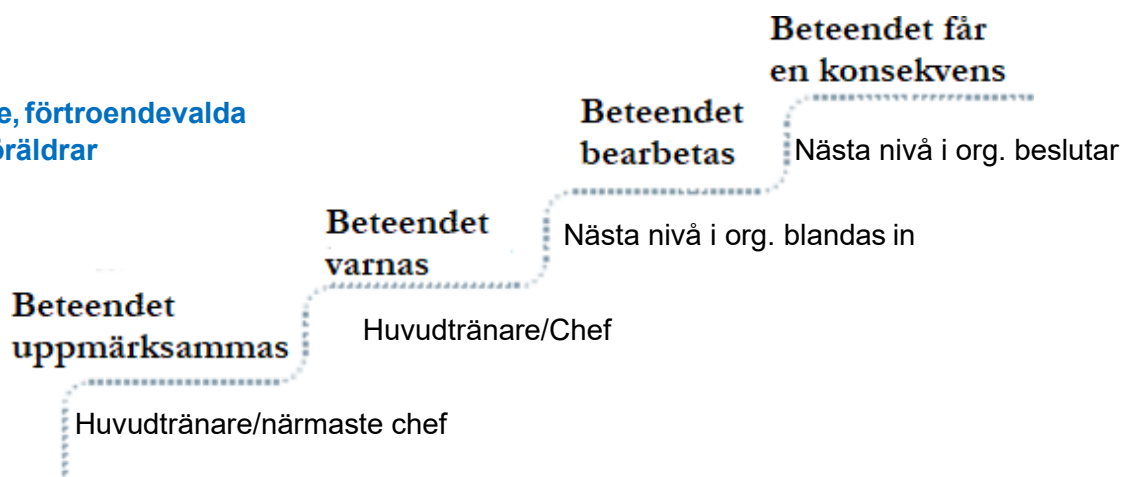 Beteendet får
en konsekvens
e, förtroendevalda
öräldrar
Beteendet
bearbetas
Nästa nivå i org. beslutar
Beteendet
varnas
Nästa nivå i org. blandas in
Beteendet
uppmärksammas
Huvudtränare/Chef
Huvudtränare/närmaste chef